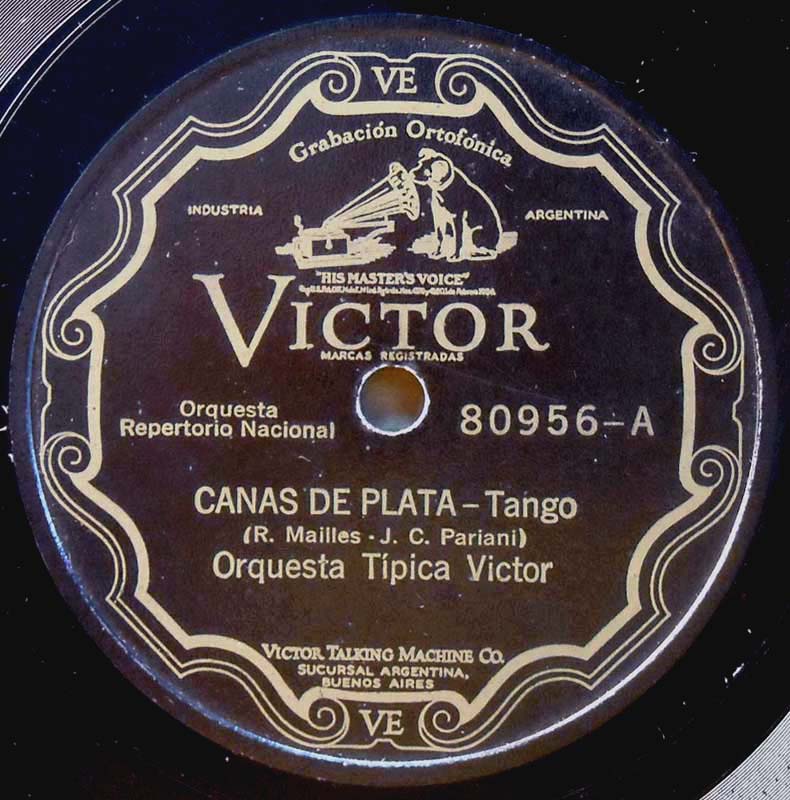 VE
Grabación Ortofónica
INDUSTRIA
ARGENTINA
"HIS MASTER'S VOICE"
VICTOR
MARCAS REGISTRADAS
Orquesta
Repertorio Nacional
80956-A
CANAS DE PLATA - Tango
(R. Mailles - J. C. Pariani)
Orquesta Típica Victor
VICTOR TALKING MACHINE CO.
SUCURSAL ARGENTINA,
BUENOS AIRES
VE